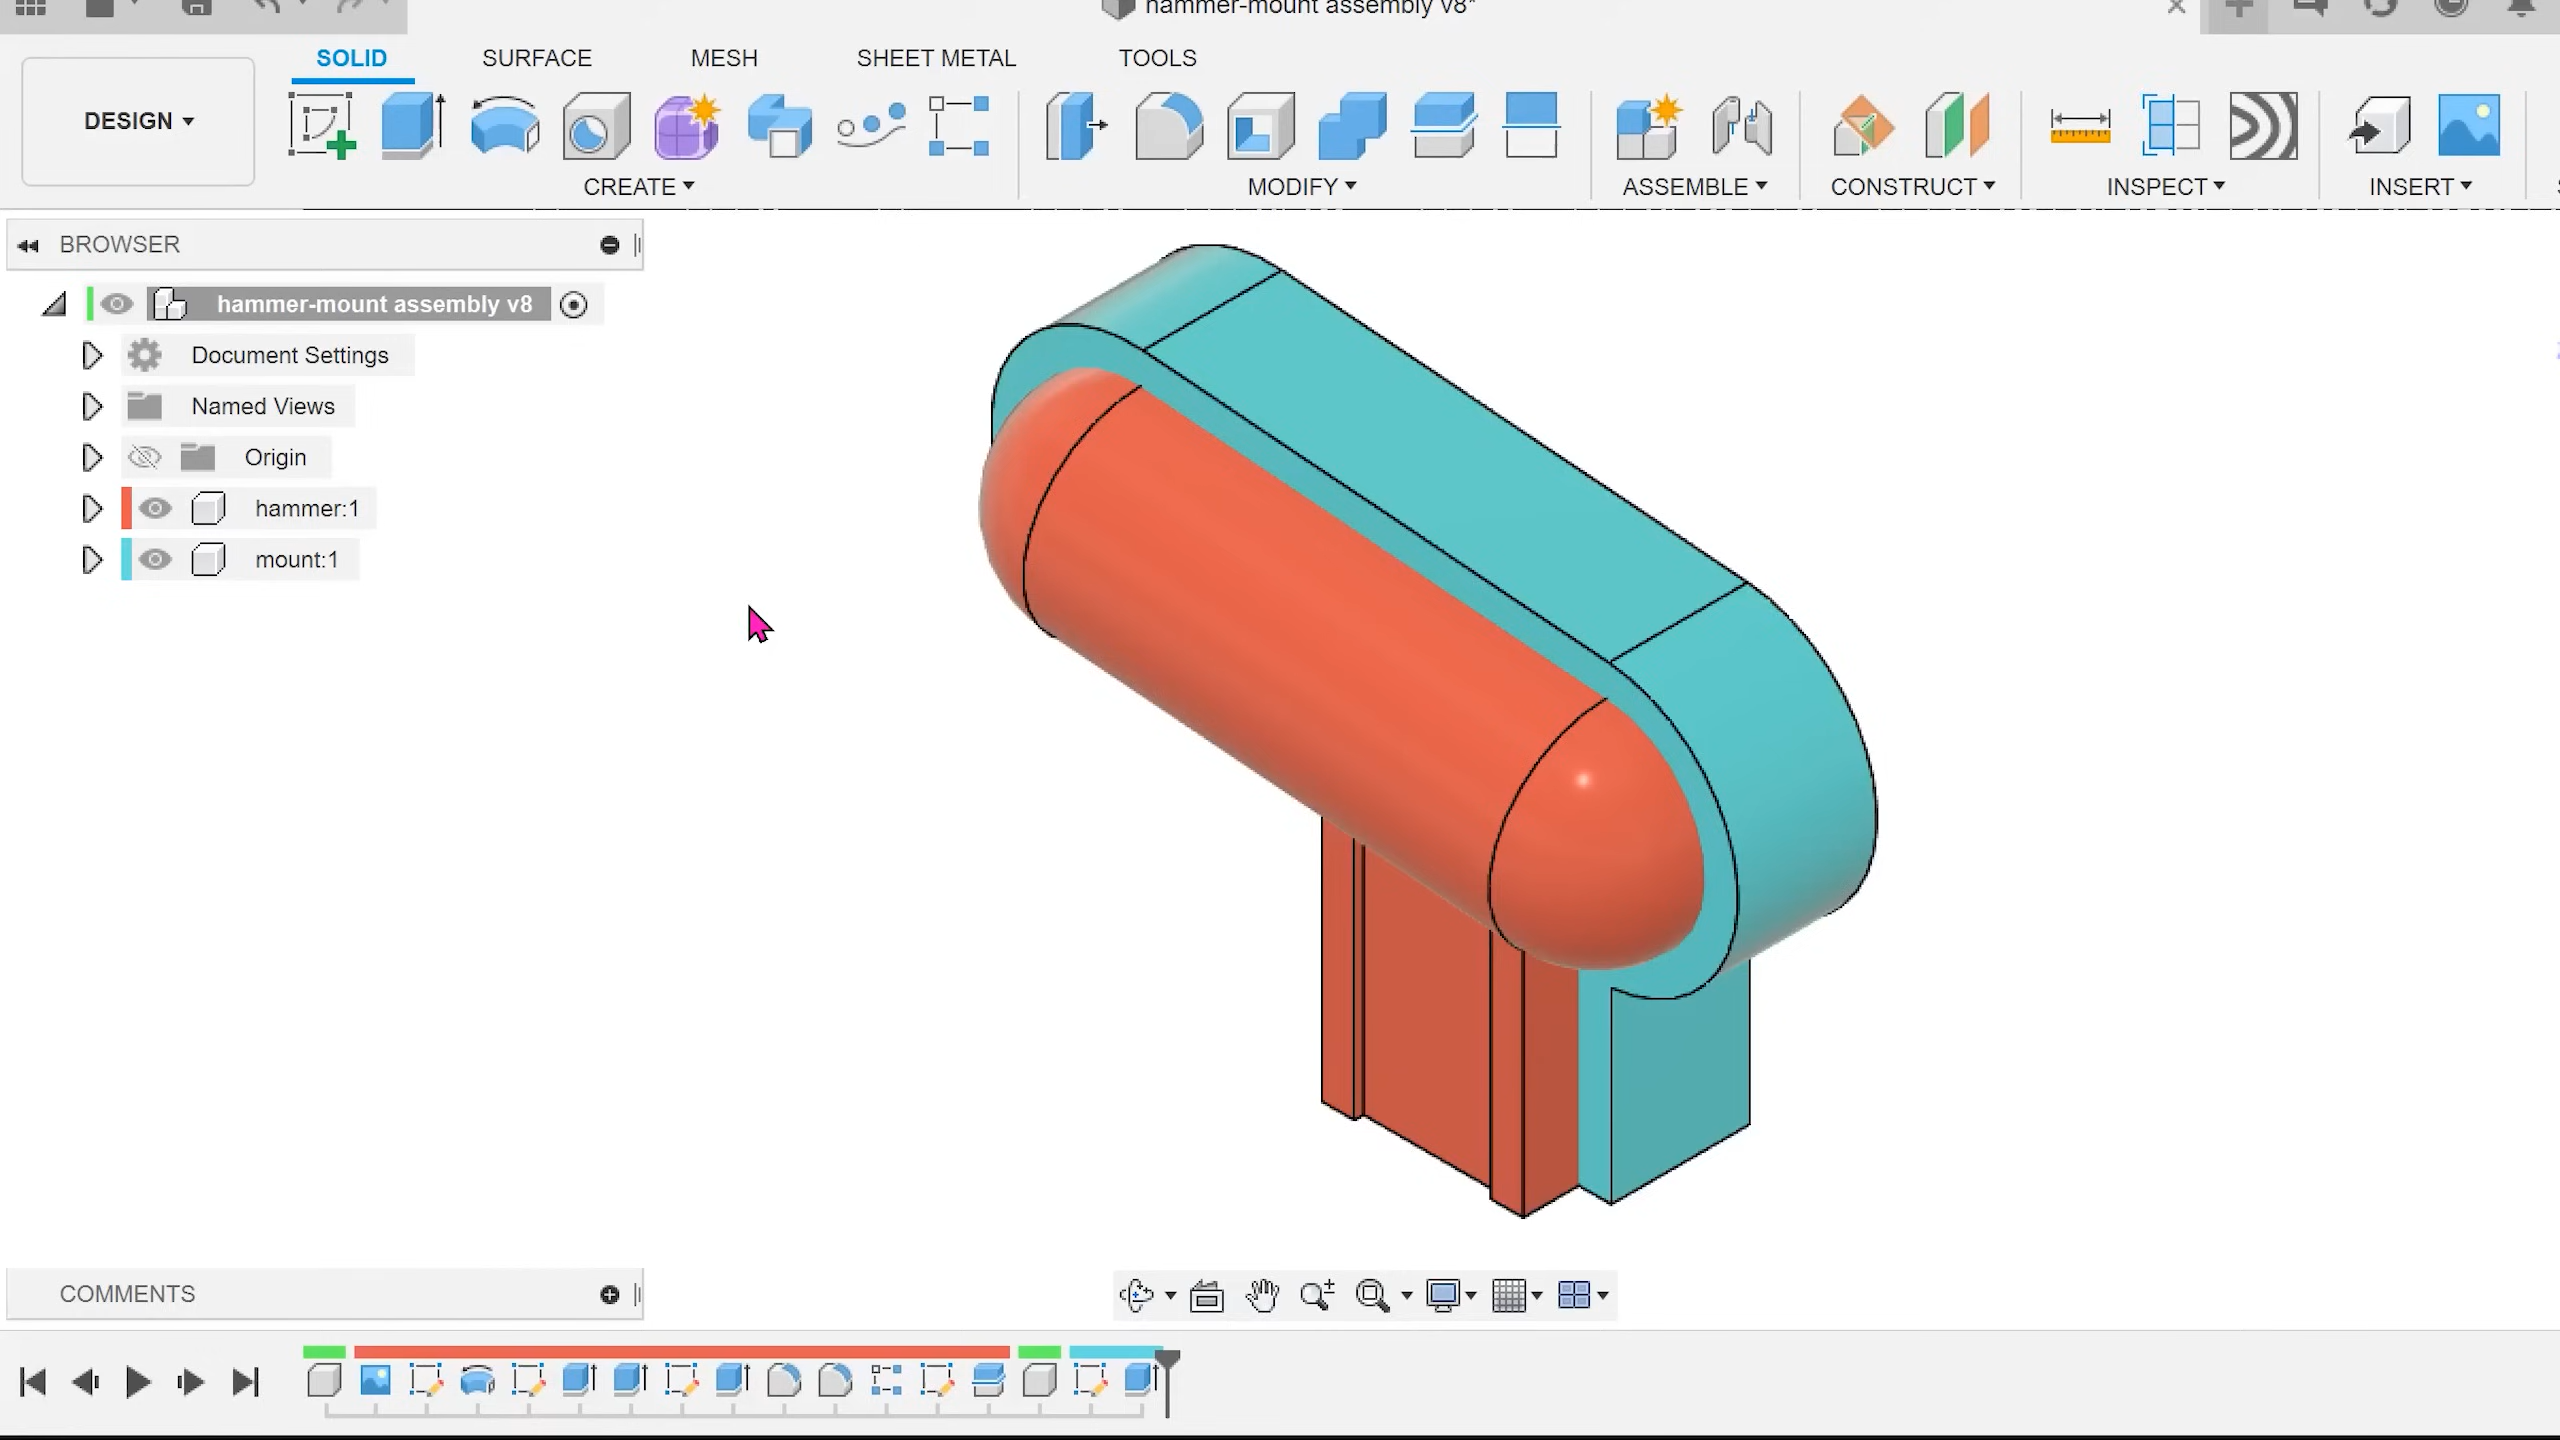 hammer-mount assembly v8*
SOLID SURFACE MESH SHEET METAL TOOLS
DESIGN
CREATE MODIFY ASSEMBLE CONSTRUCT INSPECT INSERT
BROWSER
hammer-mount assembly v8
Document Settings
Named Views
Origin
hammer:1
mount:1
COMMENTS